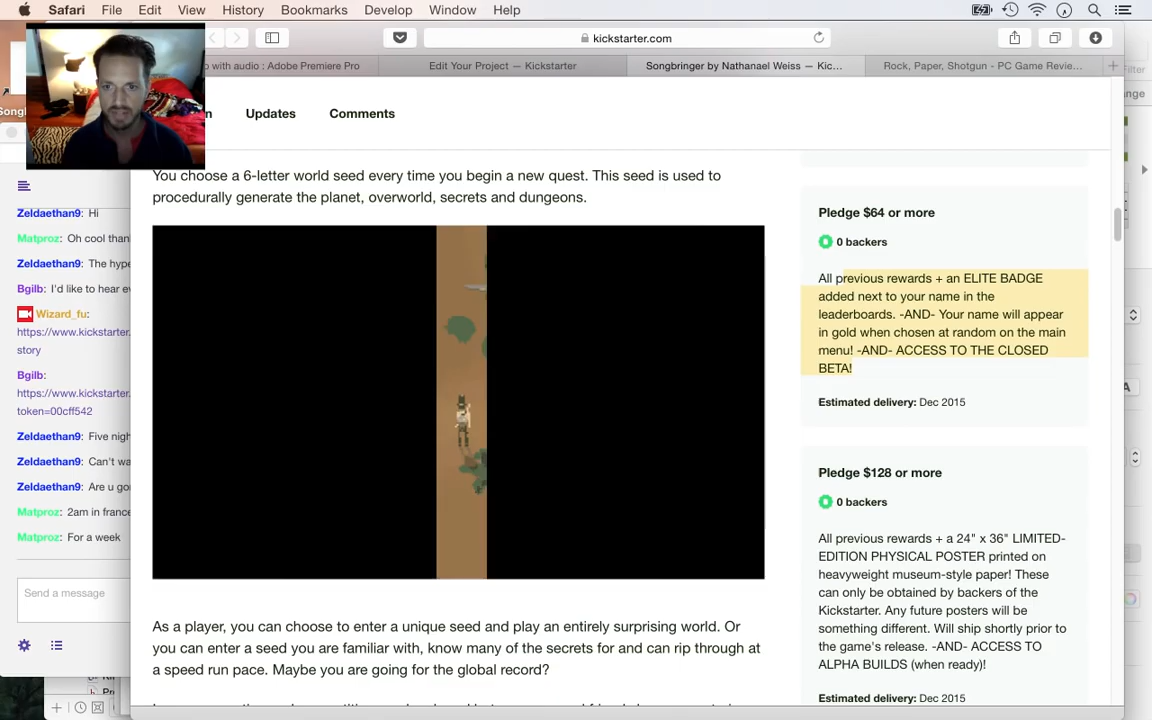 Safari File Edit View History Bookmarks Develop Window Help
kickstarter.com
with audio : Adobe Premiere Pro
Edit Your Project — Kickstarter
Songbringer by Nathanael Weiss — Kic...
Rock, Paper, Shotgun - PC Game Revie...
Filter
Updates
Comments
You choose a 6-letter world seed every time you begin a new quest. This seed is used to
procedurally generate the planet, overworld, secrets and dungeons.
As a player, you can choose to enter a unique seed and play an entirely surprising world. Or
you can enter a seed you are familiar with, know many of the secrets for and can rip through at
a speed run pace. Maybe you are going for the global record?
Pledge $64 or more
0 backers
All previous rewards + an ELITE BADGE
added next to your name in the
leaderboards. -AND- Your name will appear
in gold when chosen at random on the main
menu! -AND- ACCESS TO THE CLOSED
BETA!
Estimated delivery: Dec 2015
Pledge $128 or more
0 backers
All previous rewards + a 24" x 36" LIMITED-
EDITION PHYSICAL POSTER printed on
heavyweight museum-style paper! These
can only be obtained by backers of the
Kickstarter. Any future posters will be
something different. Will ship shortly prior to
the game's release. -AND- ACCESS TO
ALPHA BUILDS (when ready)!
Estimated delivery: Dec 2015
Zeldaethan9: Hi
Matproz: Oh cool than
Zeldaethan9: The hype
Bgilb: I'd like to hear e
Wizard_fu:
https://www.kickstarter.
story
Bgilb:
https://www.kickstarter.
token=00cff542
Zeldaethan9: Five nigh
Zeldaethan9: Can't wa
Zeldaethan9: Are u go
Matproz: 2am in france
Matproz: For a week
Send a message